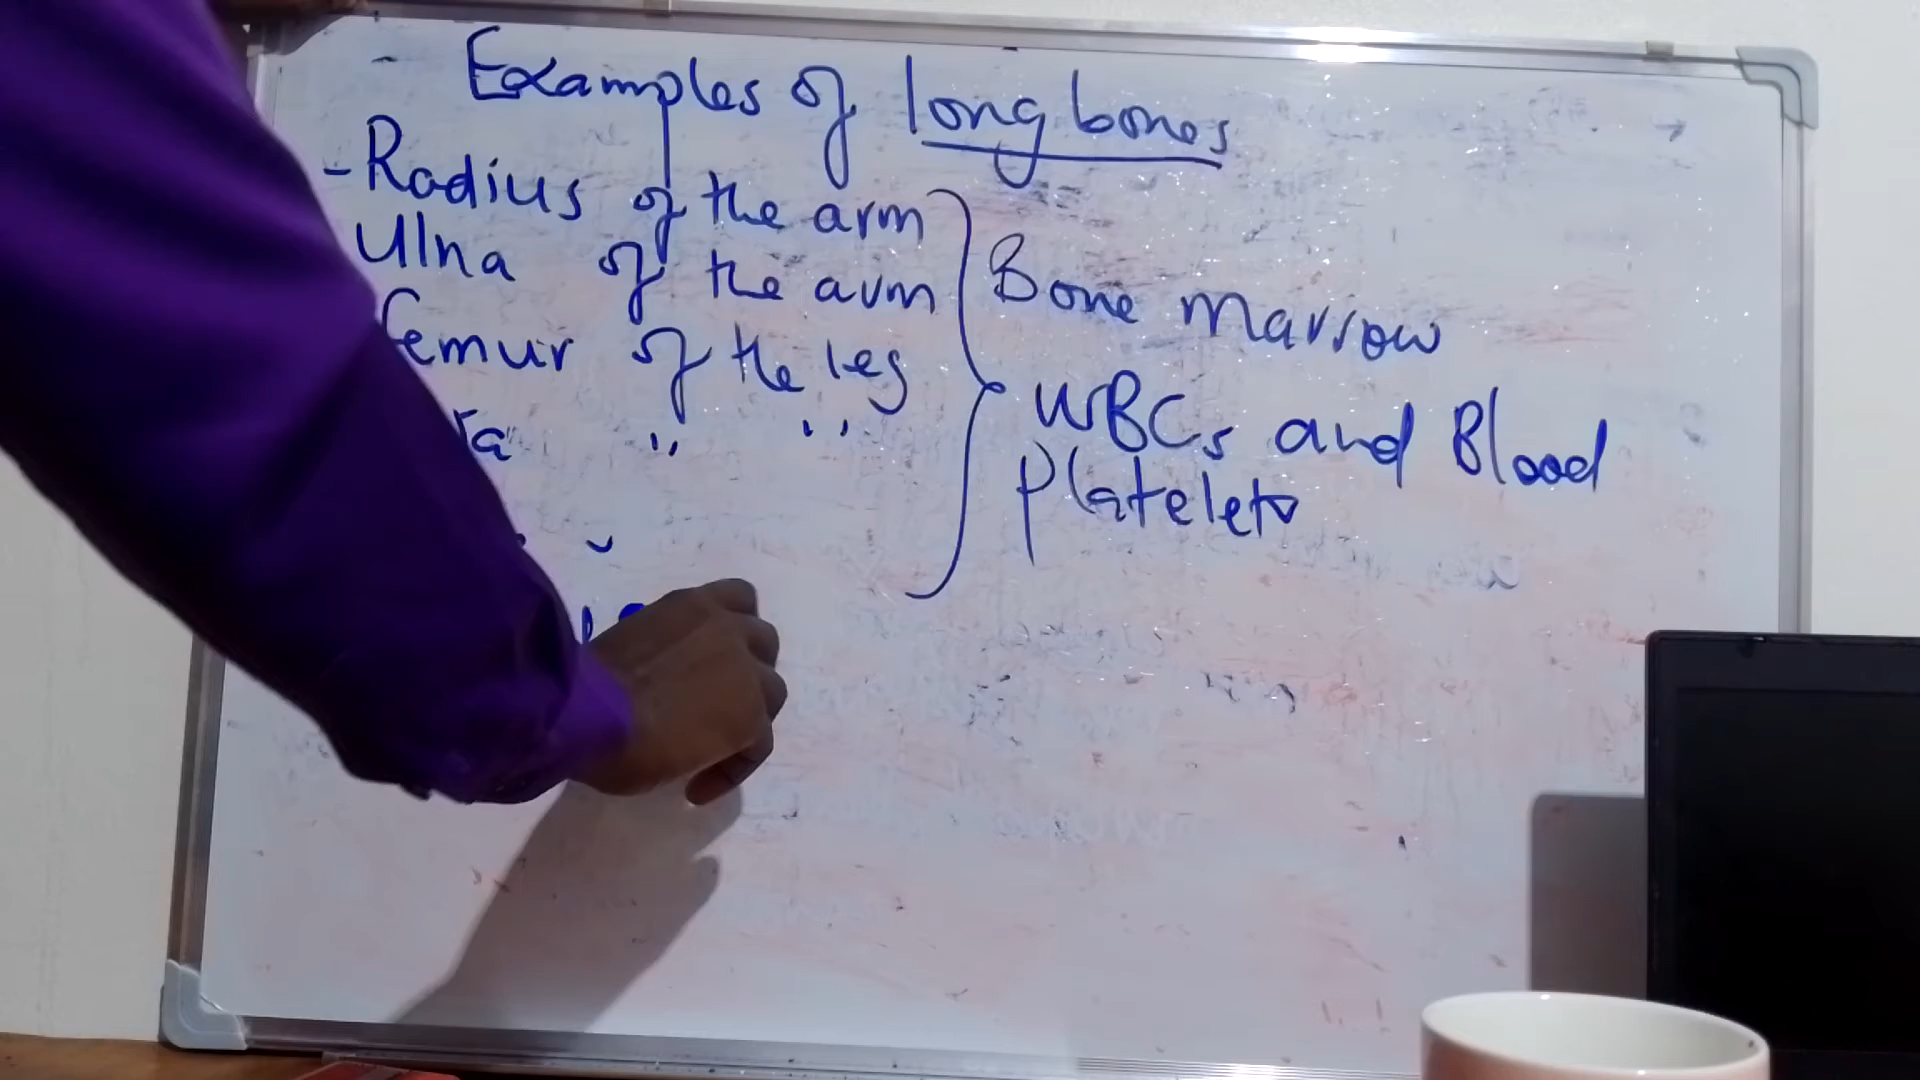 - Examples of long bones
- Radius of the arm
Ulna of the arm
femur of the leg
" "
Bone marrow
WBCs and Blood
Platelets